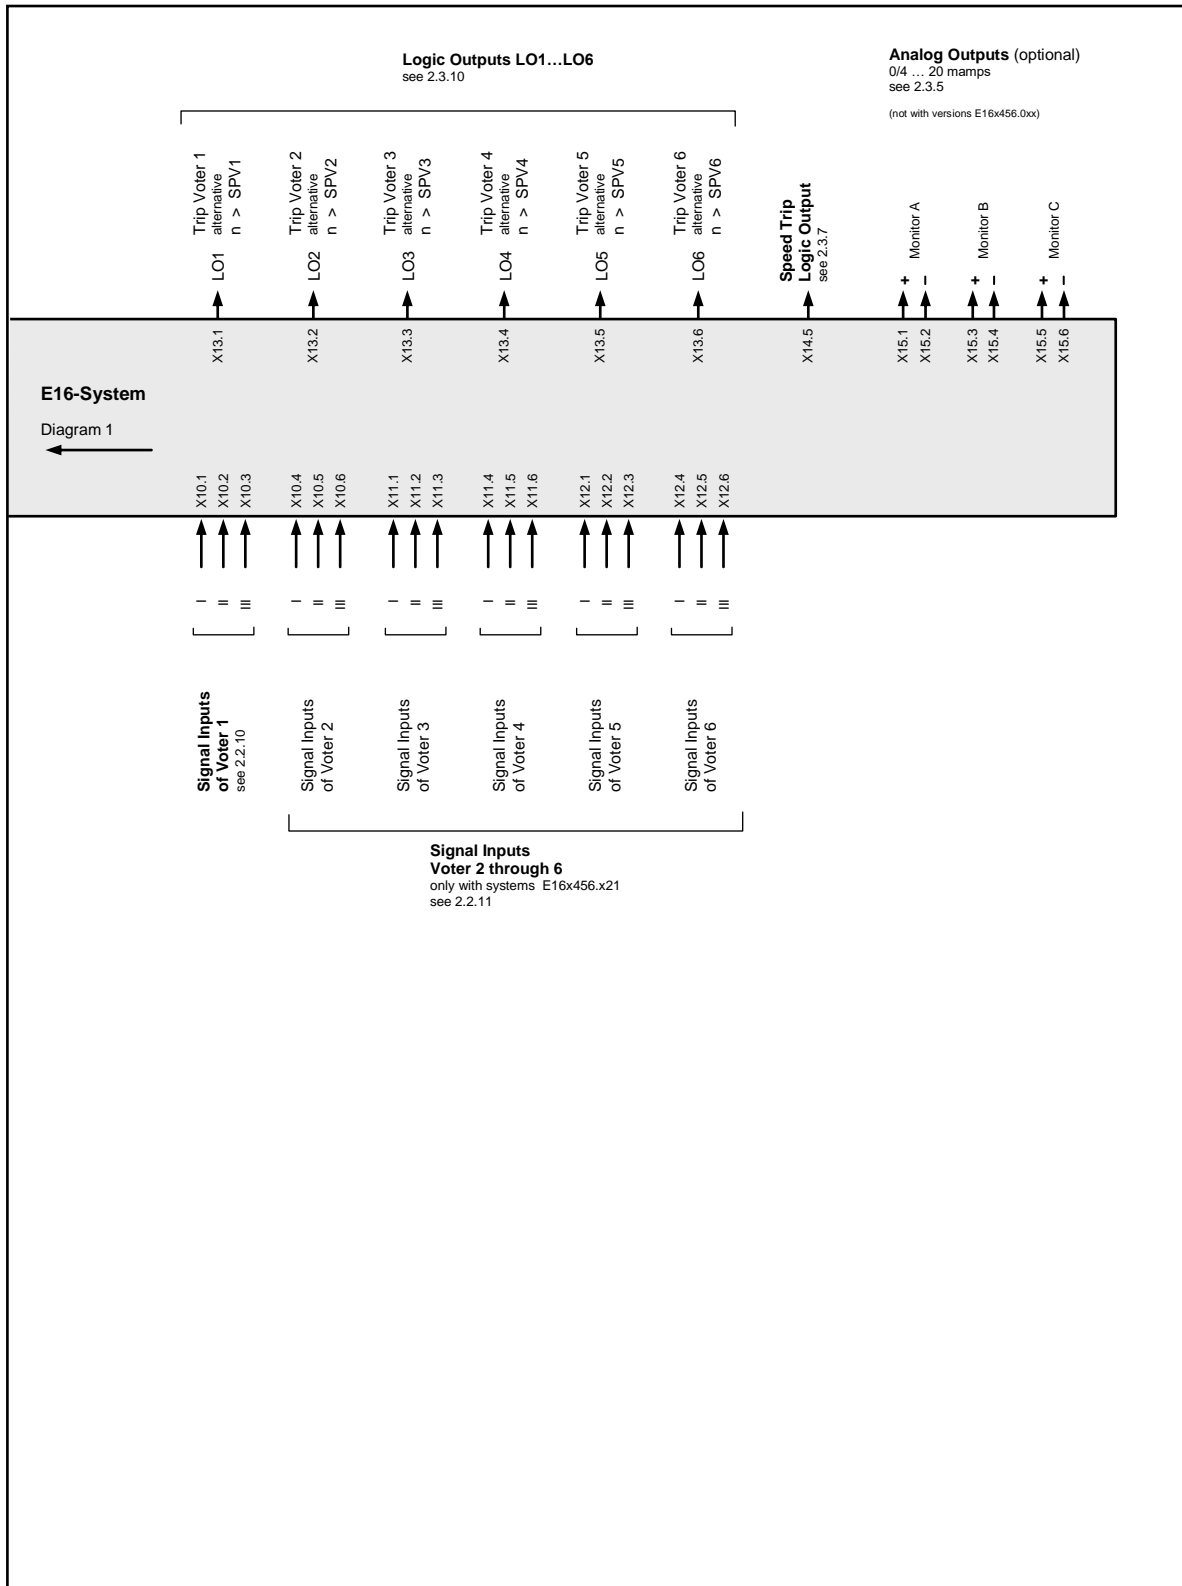 Logic Outputs LO1…LO6
see 2.3.10
Analog Outputs (optional)
0/4 … 20 mamps
see 2.3.5
(not with versions E16x456.0xx)
Trip Voter 1
alternative
n > SPV1
Trip Voter 2
alternative
n > SPV2
Trip Voter 3
alternative
n > SPV3
Trip Voter 4
alternative
n > SPV4
Trip Voter 5
alternative
n > SPV5
Trip Voter 6
alternative
n > SPV6
Speed Trip
Logic Output
see 2.3.7
Monitor A
Monitor B
Monitor C
LO1
LO2
LO3
LO4
LO5
LO6
+
–
+
–
+
–
X13.1
X13.2
X13.3
X13.4
X13.5
X13.6
X14.5
X15.1
X15.2
X15.3
X15.4
X15.5
X15.6
E16-System
Diagram 1
X10.1
X10.2
X10.3
X10.4
X10.5
X10.6
X11.1
X11.2
X11.3
X11.4
X11.5
X11.6
X12.1
X12.2
X12.3
X12.4
X12.5
X12.6
I
II
III
I
II
III
I
II
III
I
II
III
I
II
III
I
II
III
Signal Inputs
of Voter 1
see 2.2.10
Signal Inputs
of Voter 2
Signal Inputs
of Voter 3
Signal Inputs
of Voter 4
Signal Inputs
of Voter 5
Signal Inputs
of Voter 6
Signal Inputs
Voter 2 through 6
only with systems E16x456.x21
see 2.2.11